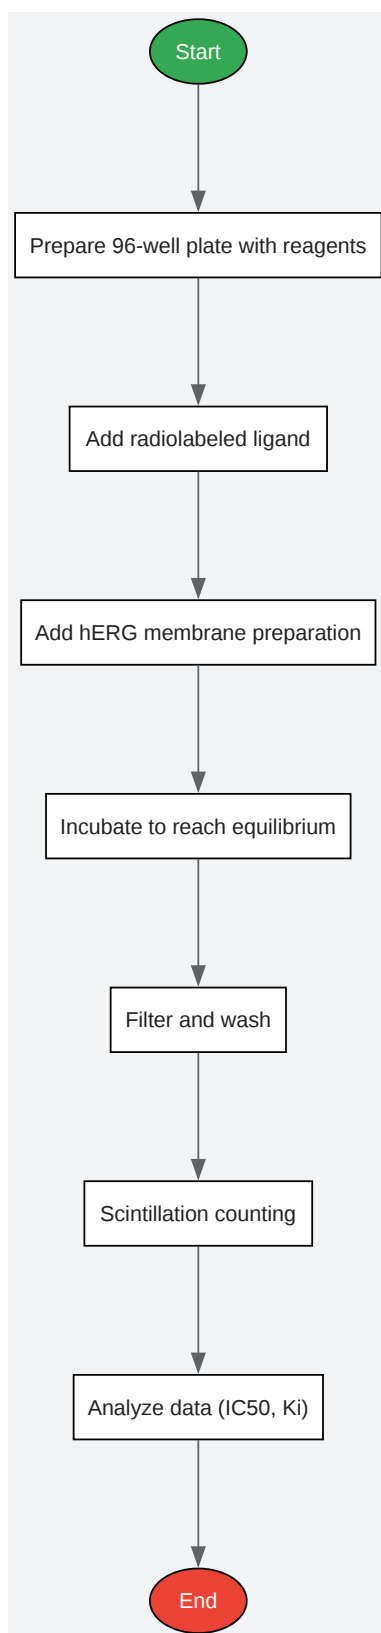 Start
Prepare 96-well plate with reagents
Add radiolabeled ligand
Add hERG membrane preparation
Incubate to reach equilibrium
Filter and wash
Scintillation counting
Analyze data (IC50, Ki)
End